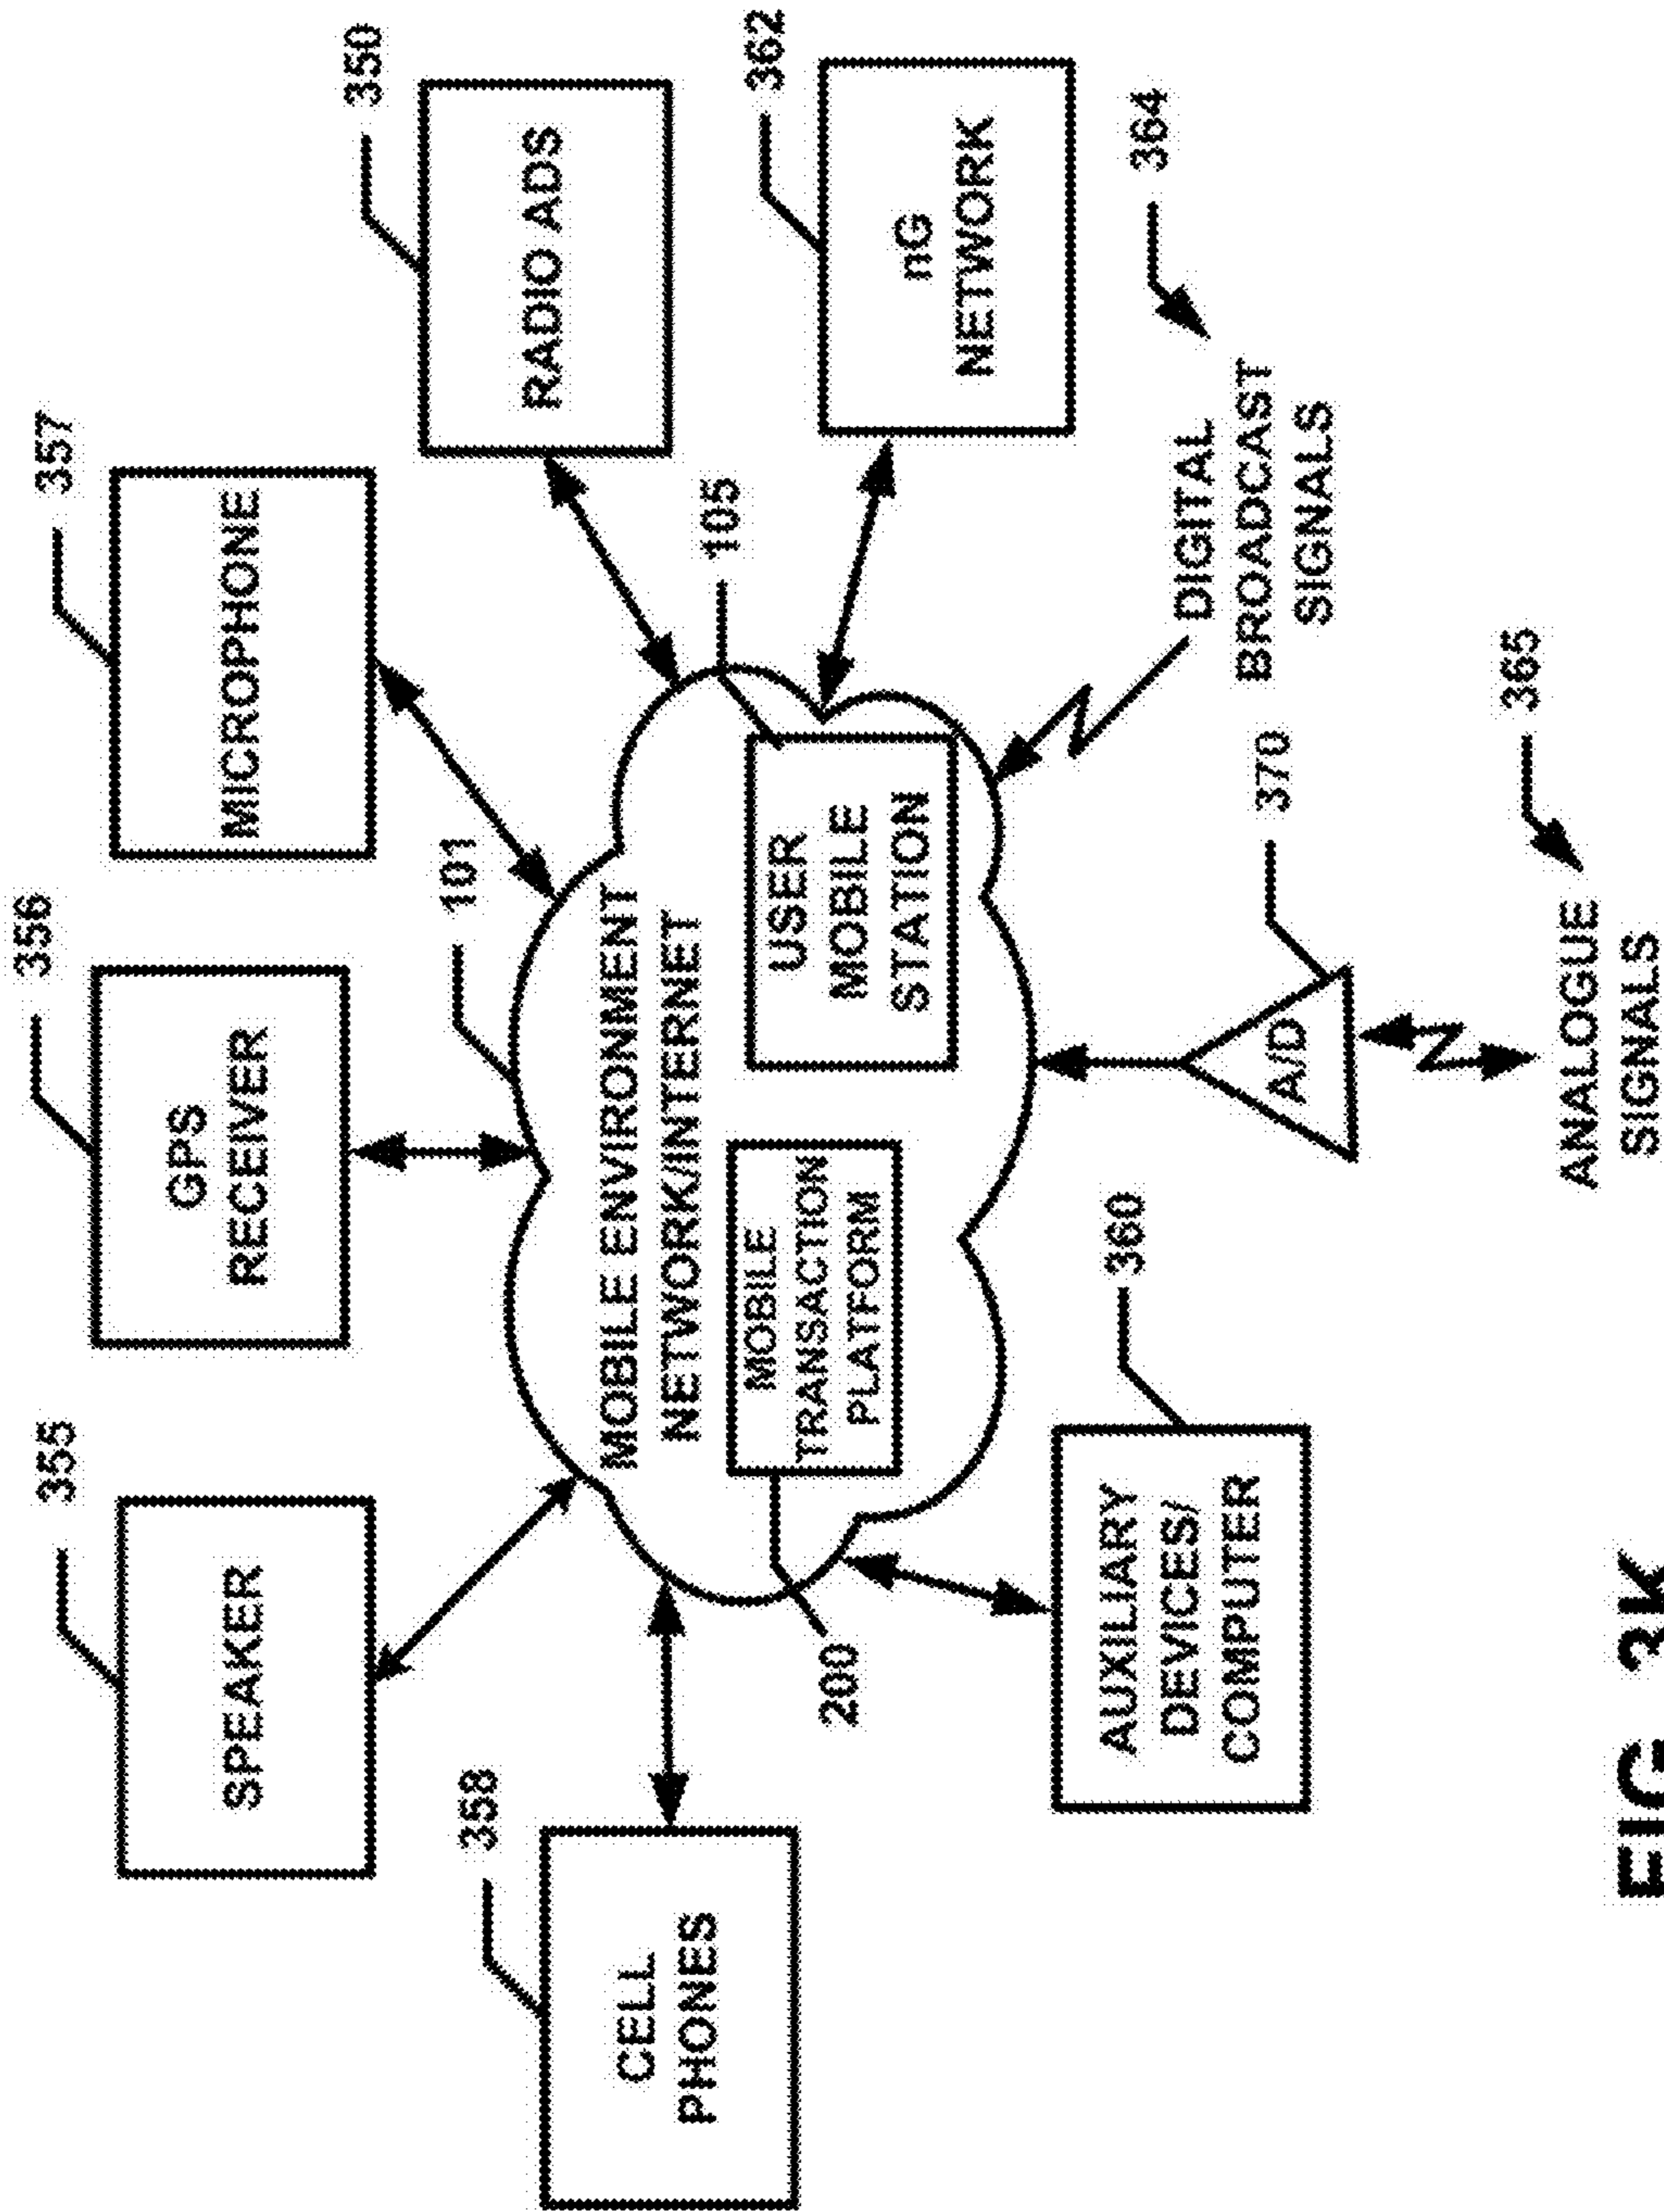 355
SPEAKER
356
GPS
RECEIVER
357
MICROPHONE
350
RADIO ADS
358
CELL
PHONES
101
MOBILE ENVIRONMENT
NETWORK/INTERNET
105
USER
MOBILE
STATION
MOBILE
TRANSACTION
PLATFORM
200
362
nG
NETWORK
360
AUXILIARY
DEVICES/
COMPUTER
A/D
370
364
DIGITAL
BROADCAST
SIGNALS
365
ANALOGUE
SIGNALS
FIG. 3K